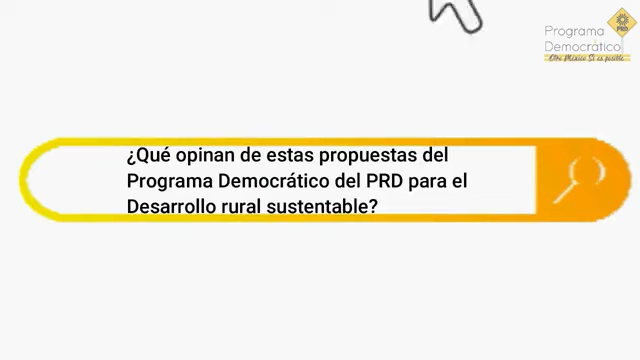 PRD
Programa
Democrático
Otro México Sí es posible
¿Qué opinan de estas propuestas del
Programa Democrático del PRD para el
Desarrollo rural sustentable?